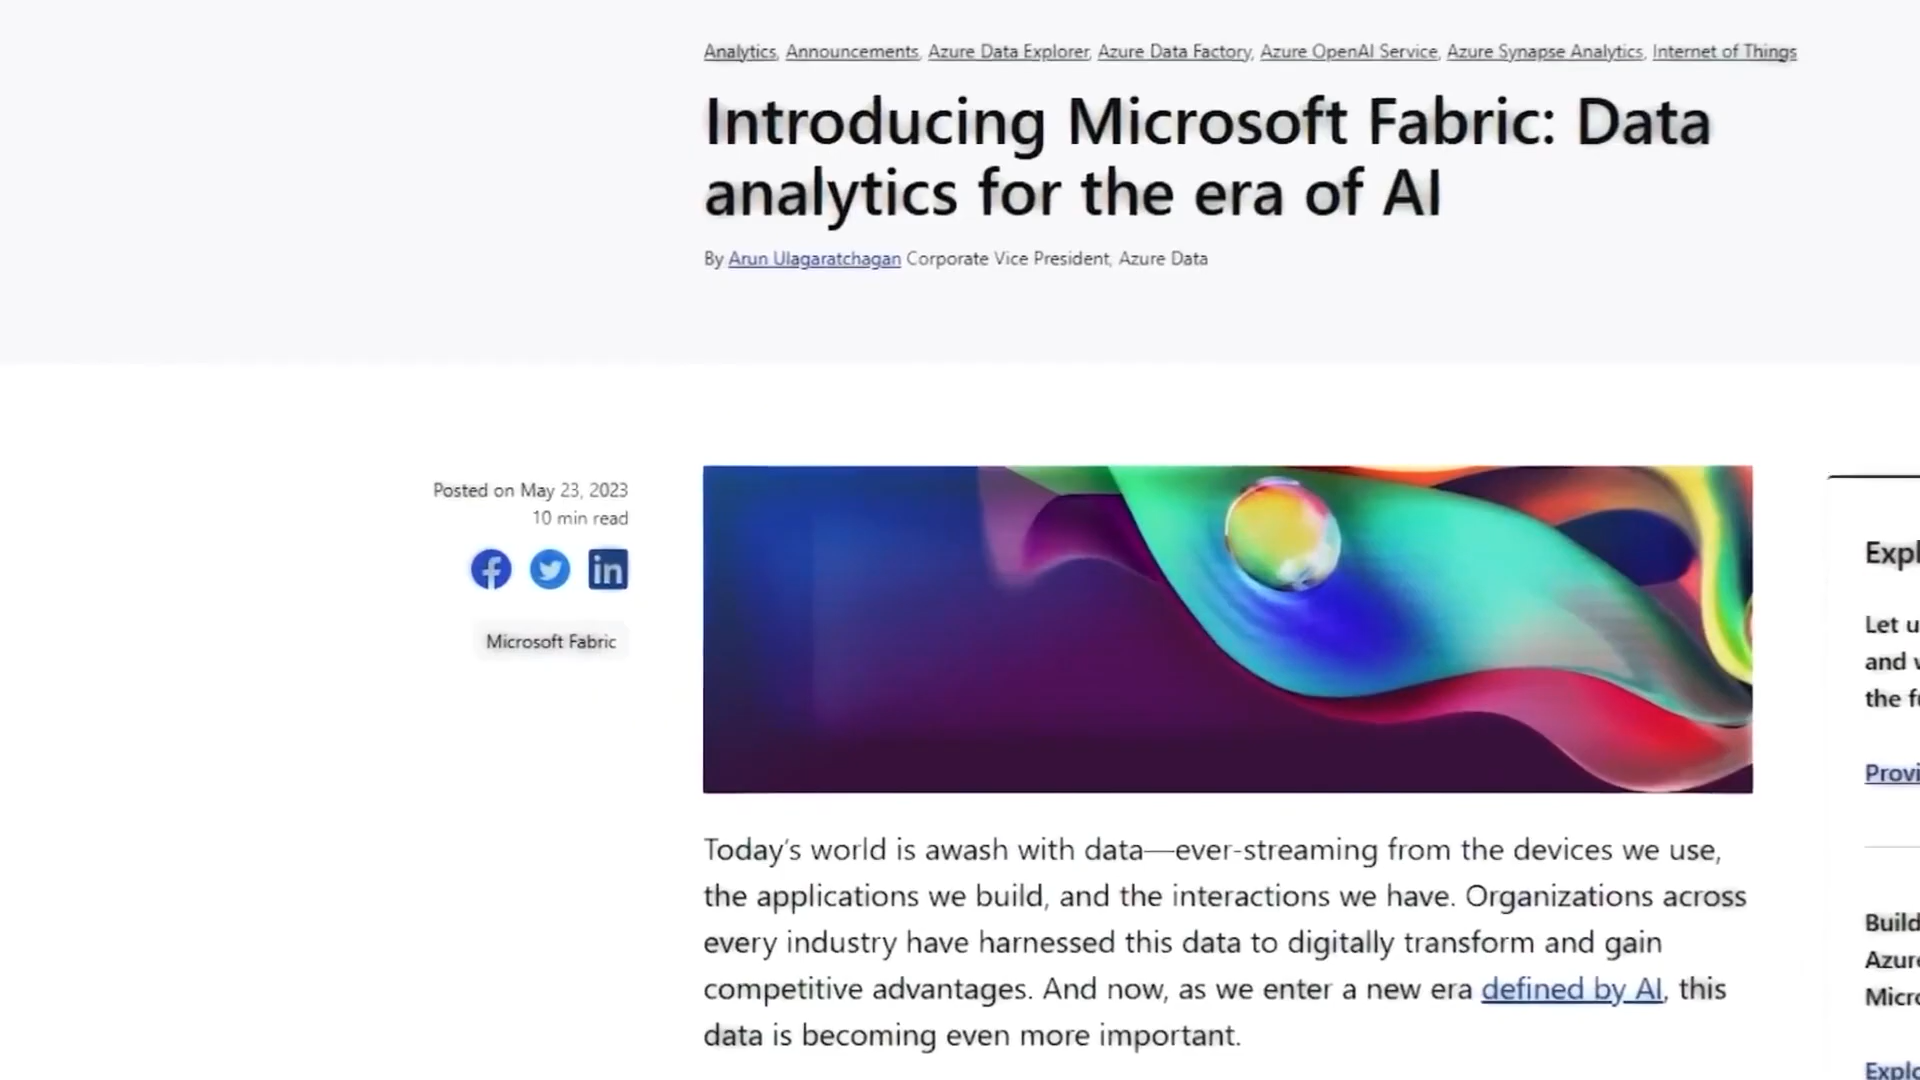 Analytics, Announcements, Azure Data Explorer, Azure Data Factory, Azure OpenAI Service, Azure Synapse Analytics, Internet of Things
Introducing Microsoft Fabric: Data
analytics for the era of AI
By Arun Ulagaratchagan Corporate Vice President, Azure Data
Posted on May 23, 2023
10 min read
Microsoft Fabric
Today's world is awash with data—ever-streaming from the devices we use,
the applications we build, and the interactions we have. Organizations across
every industry have harnessed this data to digitally transform and gain
competitive advantages. And now, as we enter a new era defined by AI, this
data is becoming even more important.
Let
and
the
Build